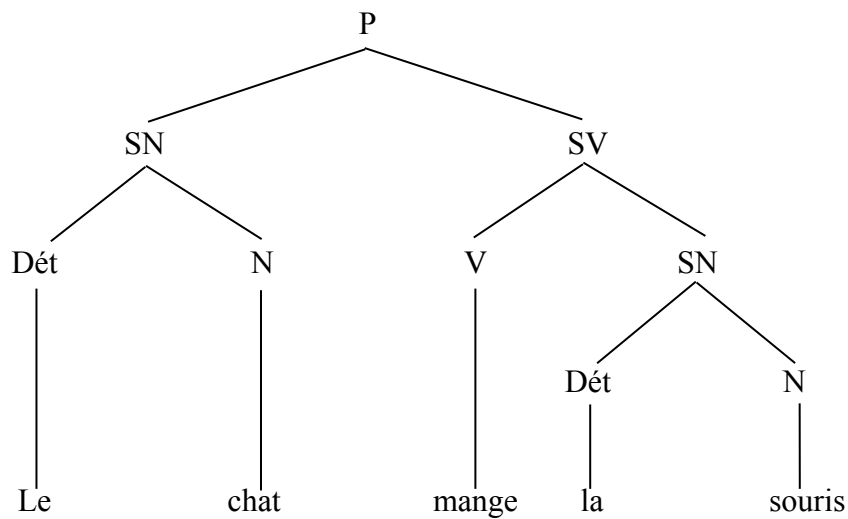 P
SN SV
Dét N V SN
Dét N
Le chat mange la souris